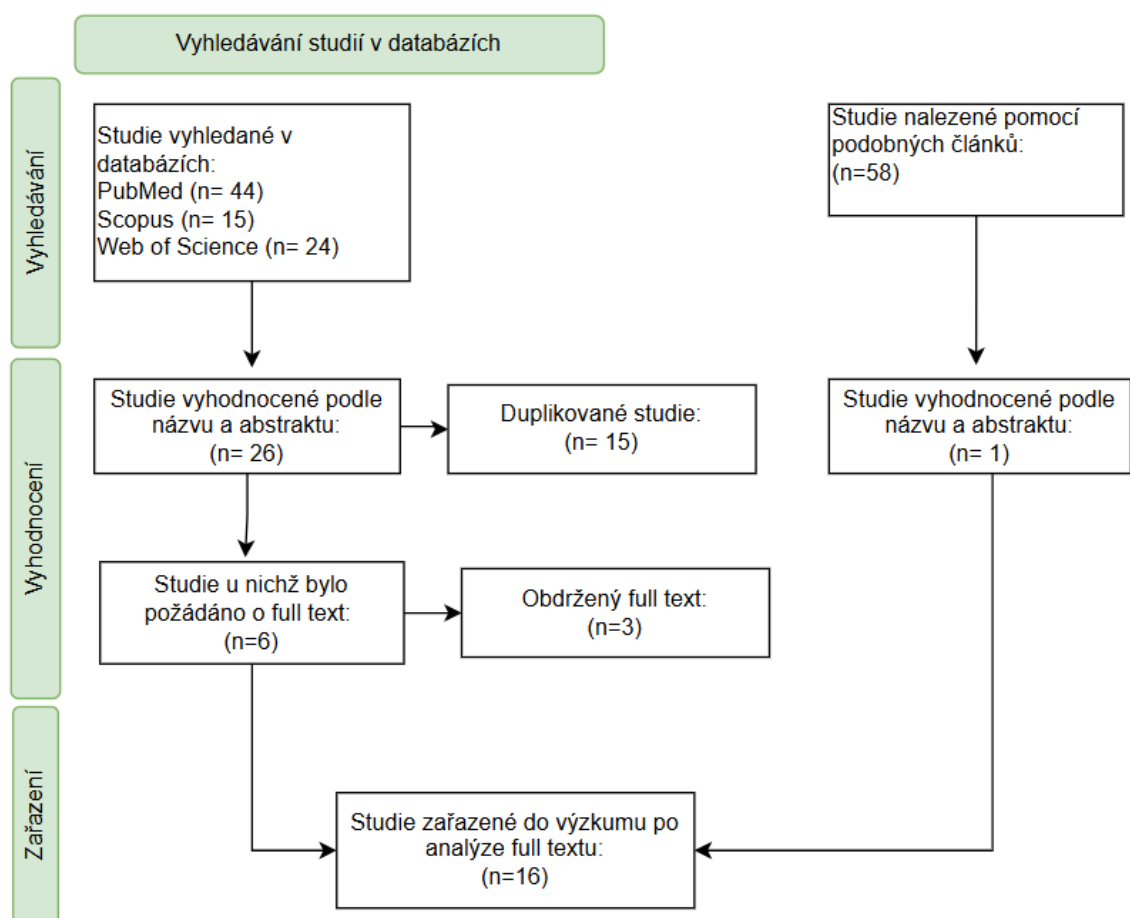 Vyhledávání studií v databázích
Vyhledávání
Studie vyhledané v
databázích:
PubMed (n= 44)
Scopus (n= 15)
Web of Science (n= 24)
Studie nalezené pomocí
podobných článků:
(n=58)
Vyhodnocení
Studie vyhodnocené podle
názvu a abstraktu:
(n= 26)
Duplikované studie:
(n= 15)
Studie vyhodnocené podle
názvu a abstraktu:
(n= 1)
Studie u nichž bylo
požádáno o full text:
(n=6)
Obdržený full text:
(n=3)
Zařazení
Studie zařazené do výzkumu po
analýze full textu:
(n=16)